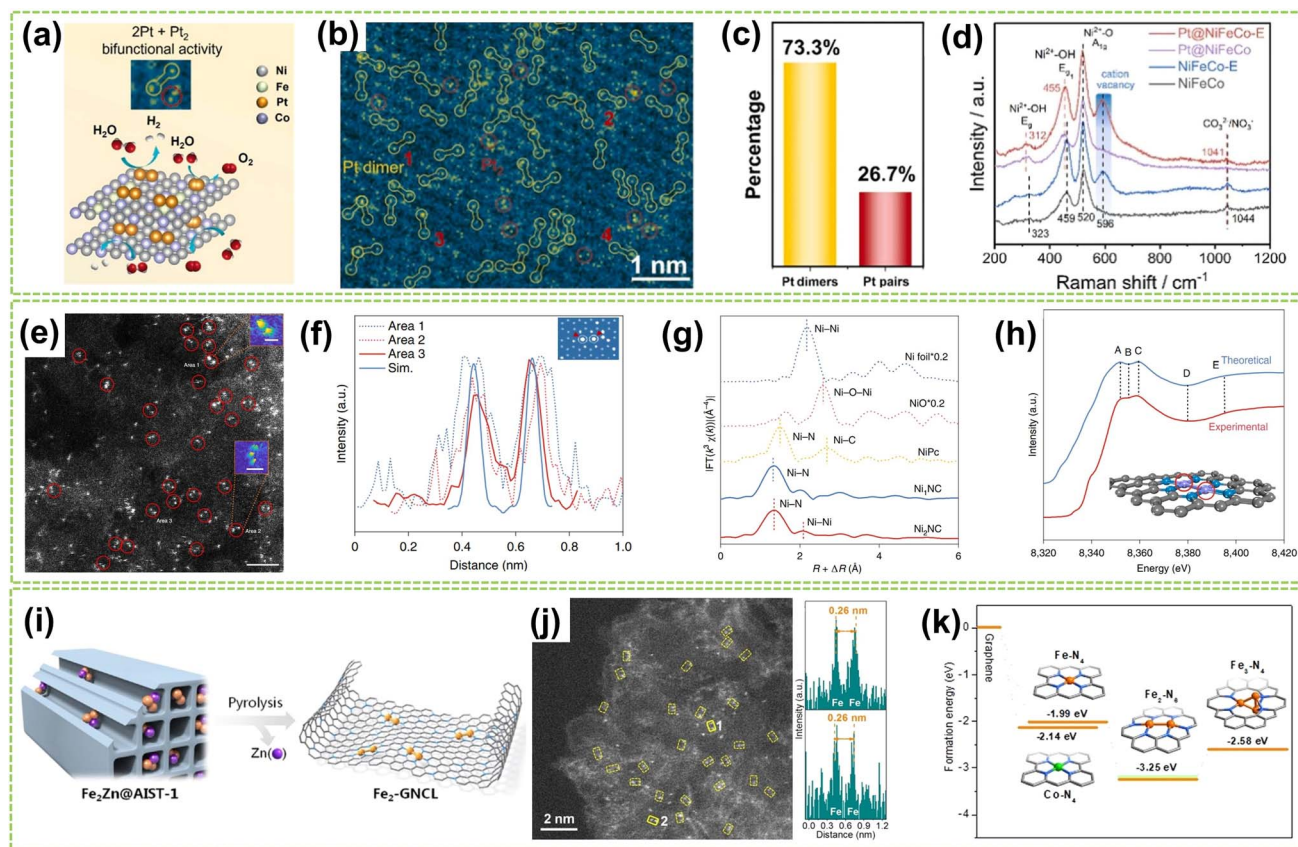 (a)
2Pt + Pt₂
bifunctional activity
Ni
Fe
Pt
Co
H₂
H₂O
H₂O
O₂
(b)
Pt dimer
1
2
3
4
1 nm
(c)
Percentage
73.3%
26.7%
Pt dimers
Pt pairs
(d)
Intensity / a.u.
Ni²⁺-O
A₁g
Ni²⁺-OH
Eg₁
455
Ni²⁺-OH
Eg
312
cation
vacancy
Pt@NiFeCo-E
Pt@NiFeCo
NiFeCo-E
NiFeCo
CO₃²⁻/NO₃⁻
1041
323
459
520
596
1044
200 400 600 800 1000 1200
Raman shift / cm⁻¹
(e)
Area 1
Area 3
Area 2
(f)
Intensity (a.u.)
Area 1
Area 2
Area 3
Sim.
0 0.2 0.4 0.6 0.8 1.0
Distance (nm)
(g)
|FT(k³ χ(k))|(Å⁻⁴)|
Ni–Ni
Ni foil*0.2
Ni–O–Ni
NiO*0.2
Ni–N
Ni–C
NiPc
Ni–N
Ni₁NC
Ni–N
Ni–Ni
Ni₂NC
0 2 4 6
R + ΔR (Å)
(h)
Intensity (a.u.)
A B C
D
E
Theoretical
Experimental
8,320 8,340 8,360 8,380 8,400 8,420
Energy (eV)
(i)
Pyrolysis
Zn
Fe₂Zn@AIST-1
Fe₂-GNCL
(j)
1
2
2 nm
Intensity (a.u.)
0.26 nm
Fe Fe
0.26 nm
Fe Fe
0.0 0.3 0.6 0.9 1.2
Distance (nm)
(k)
Formation energy (eV)
0
-1
-2
-3
-4
Graphene
Fe-N₄
-1.99 eV
-2.14 eV
Co-N₄
Fe₂-N₆
-3.25 eV
Fe₃-N₄
-2.58 eV